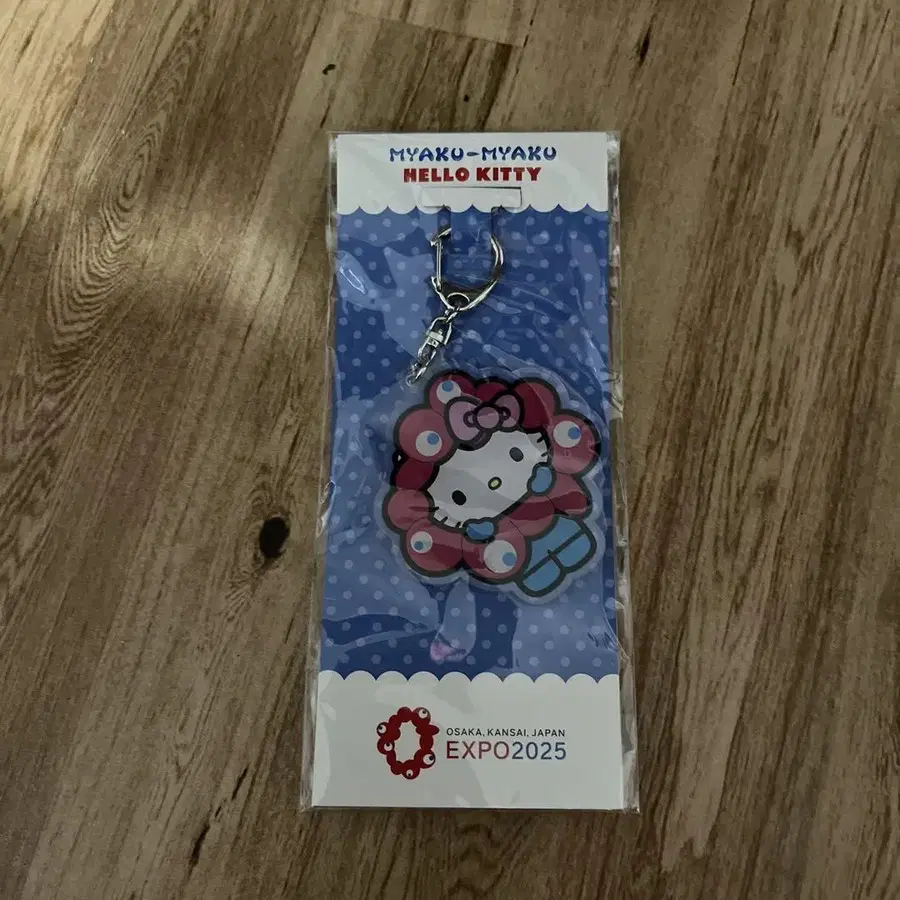 MYAKU-MYAKU
HELLO KITTY
OSAKA, KANSAI, JAPAN
EXPO2025